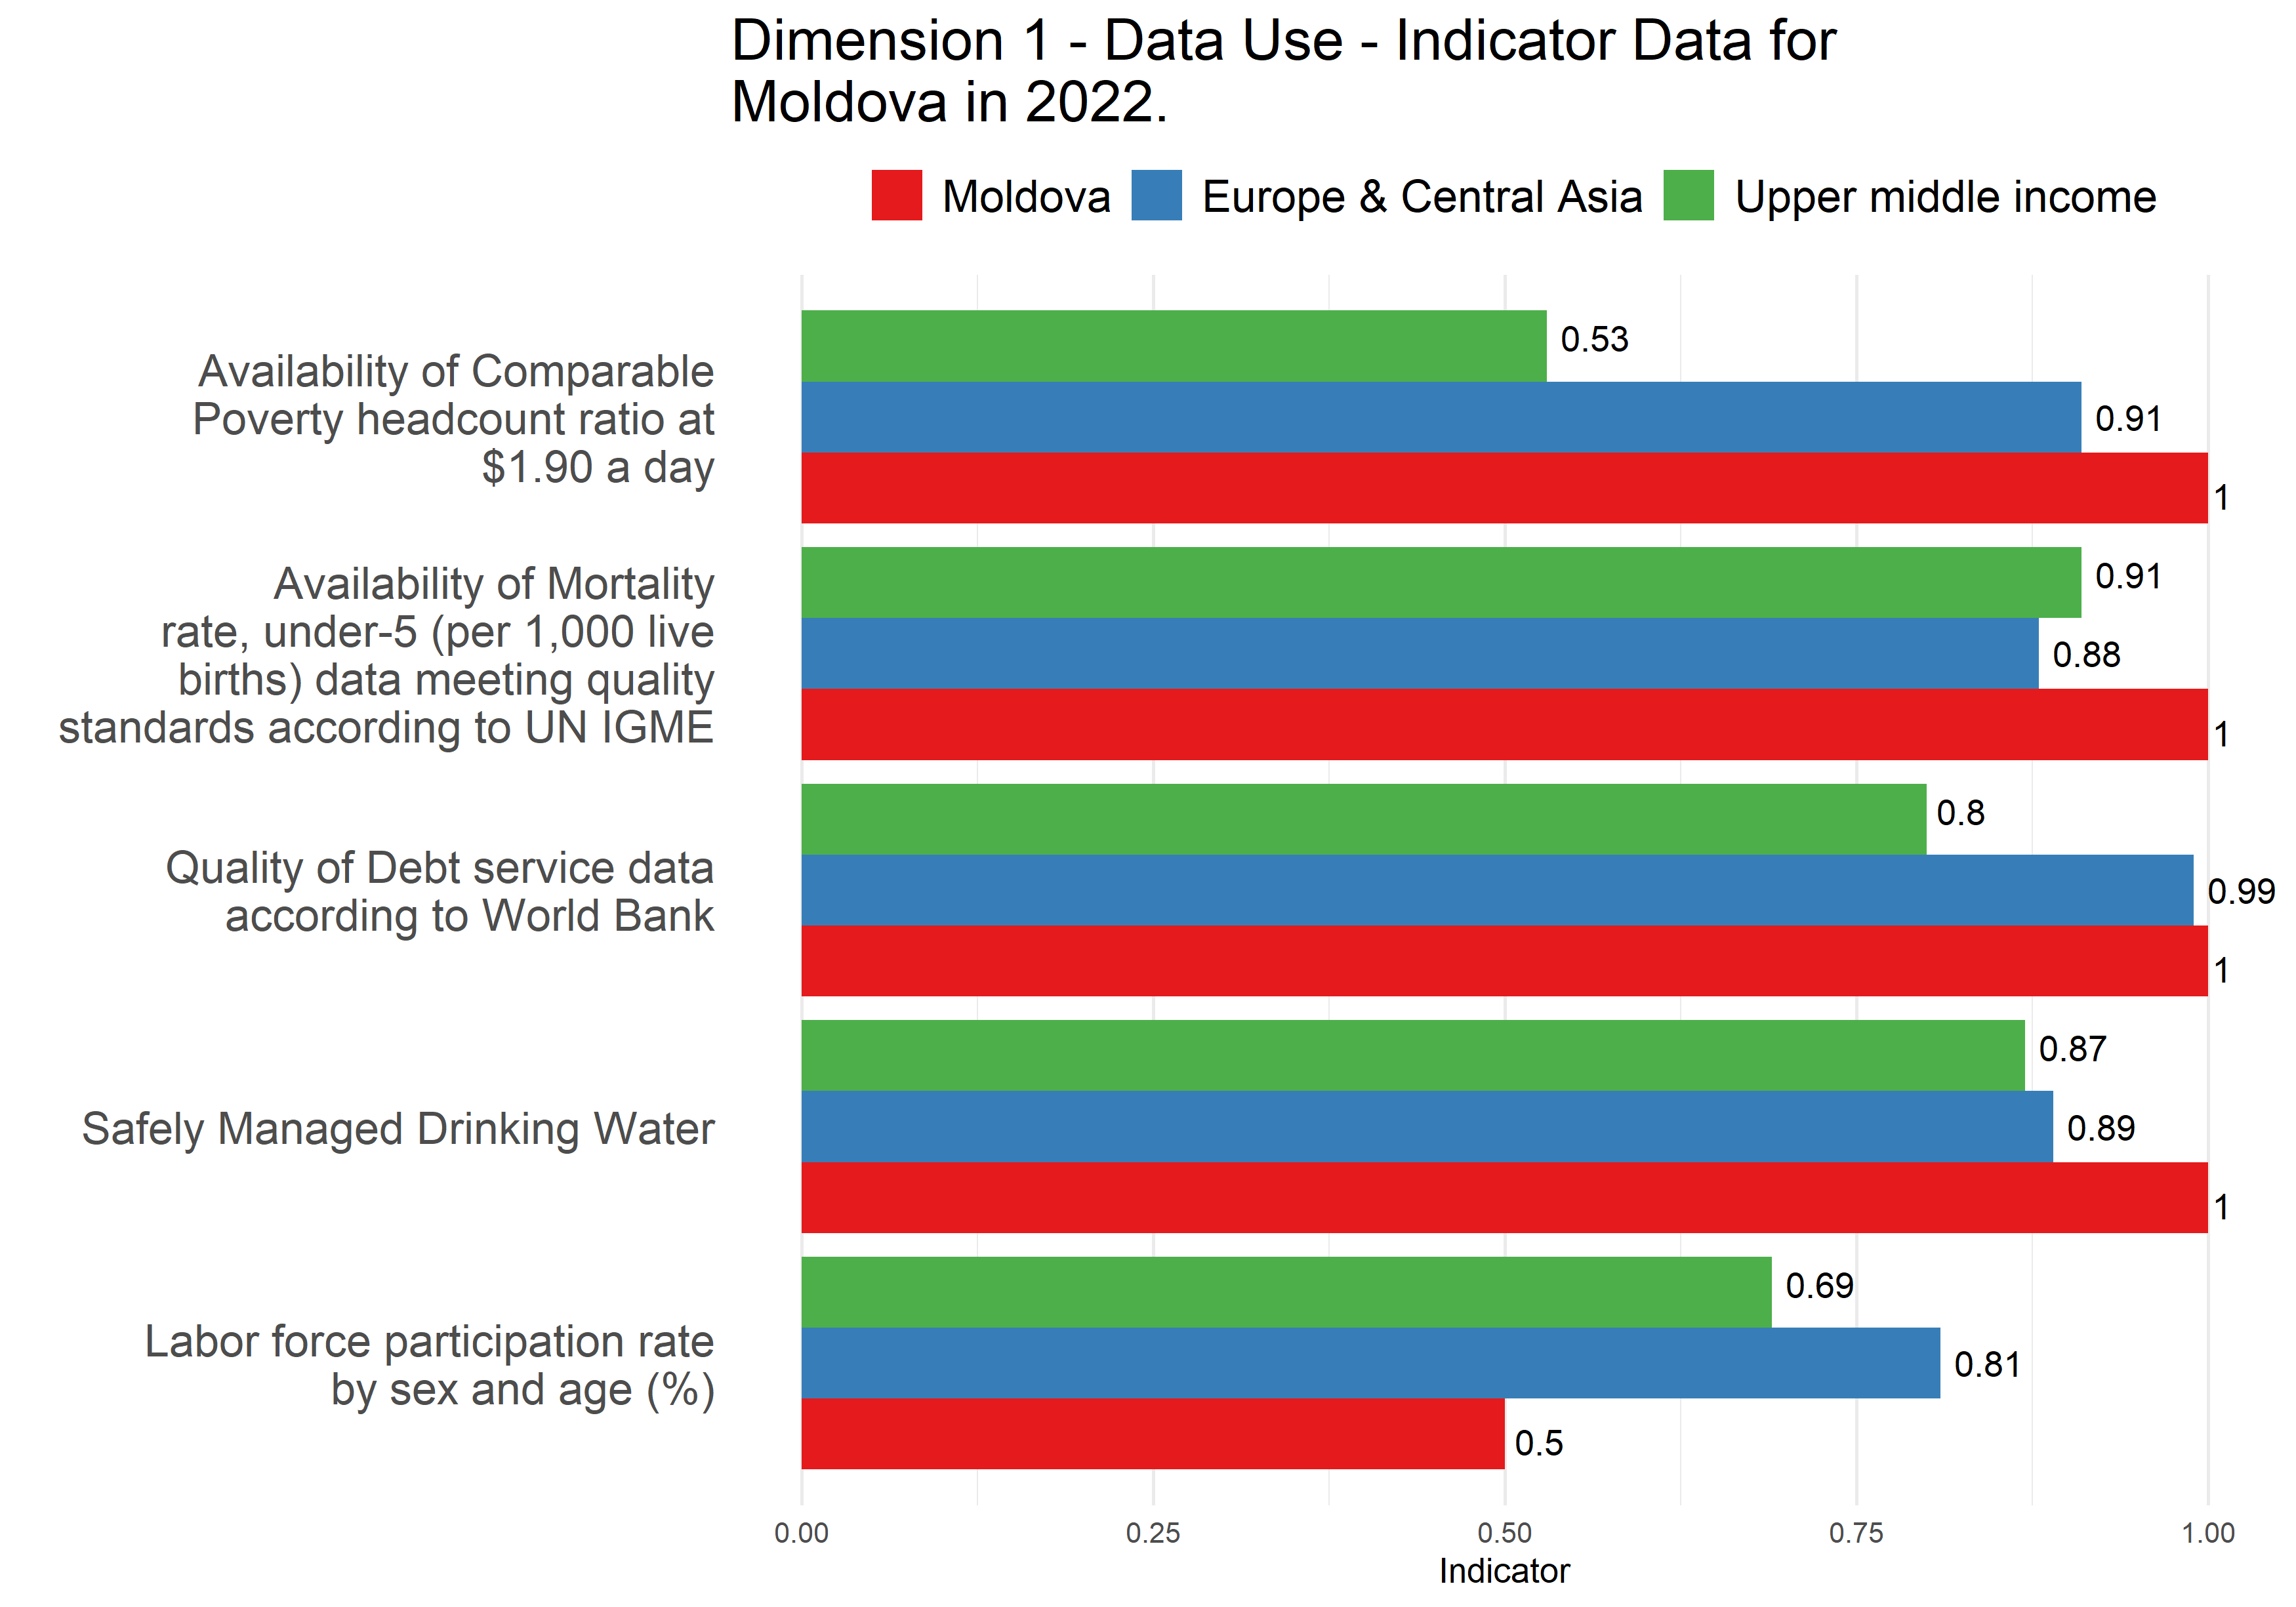 Dimension 1 - Data Use - Indicator Data for
Moldova in 2022.
Moldova
Europe & Central Asia
Upper middle income
Availability of Comparable
Poverty headcount ratio at
$1.90 a day
0.53
0.91
1
Availability of Mortality
rate, under-5 (per 1,000 live
births) data meeting quality
standards according to UN IGME
0.91
0.88
1
Quality of Debt service data
according to World Bank
0.8
0.99
1
Safely Managed Drinking Water
0.87
0.89
1
Labor force participation rate
by sex and age (%)
0.69
0.81
0.5
0.00
0.25
0.50
0.75
1.00
Indicator